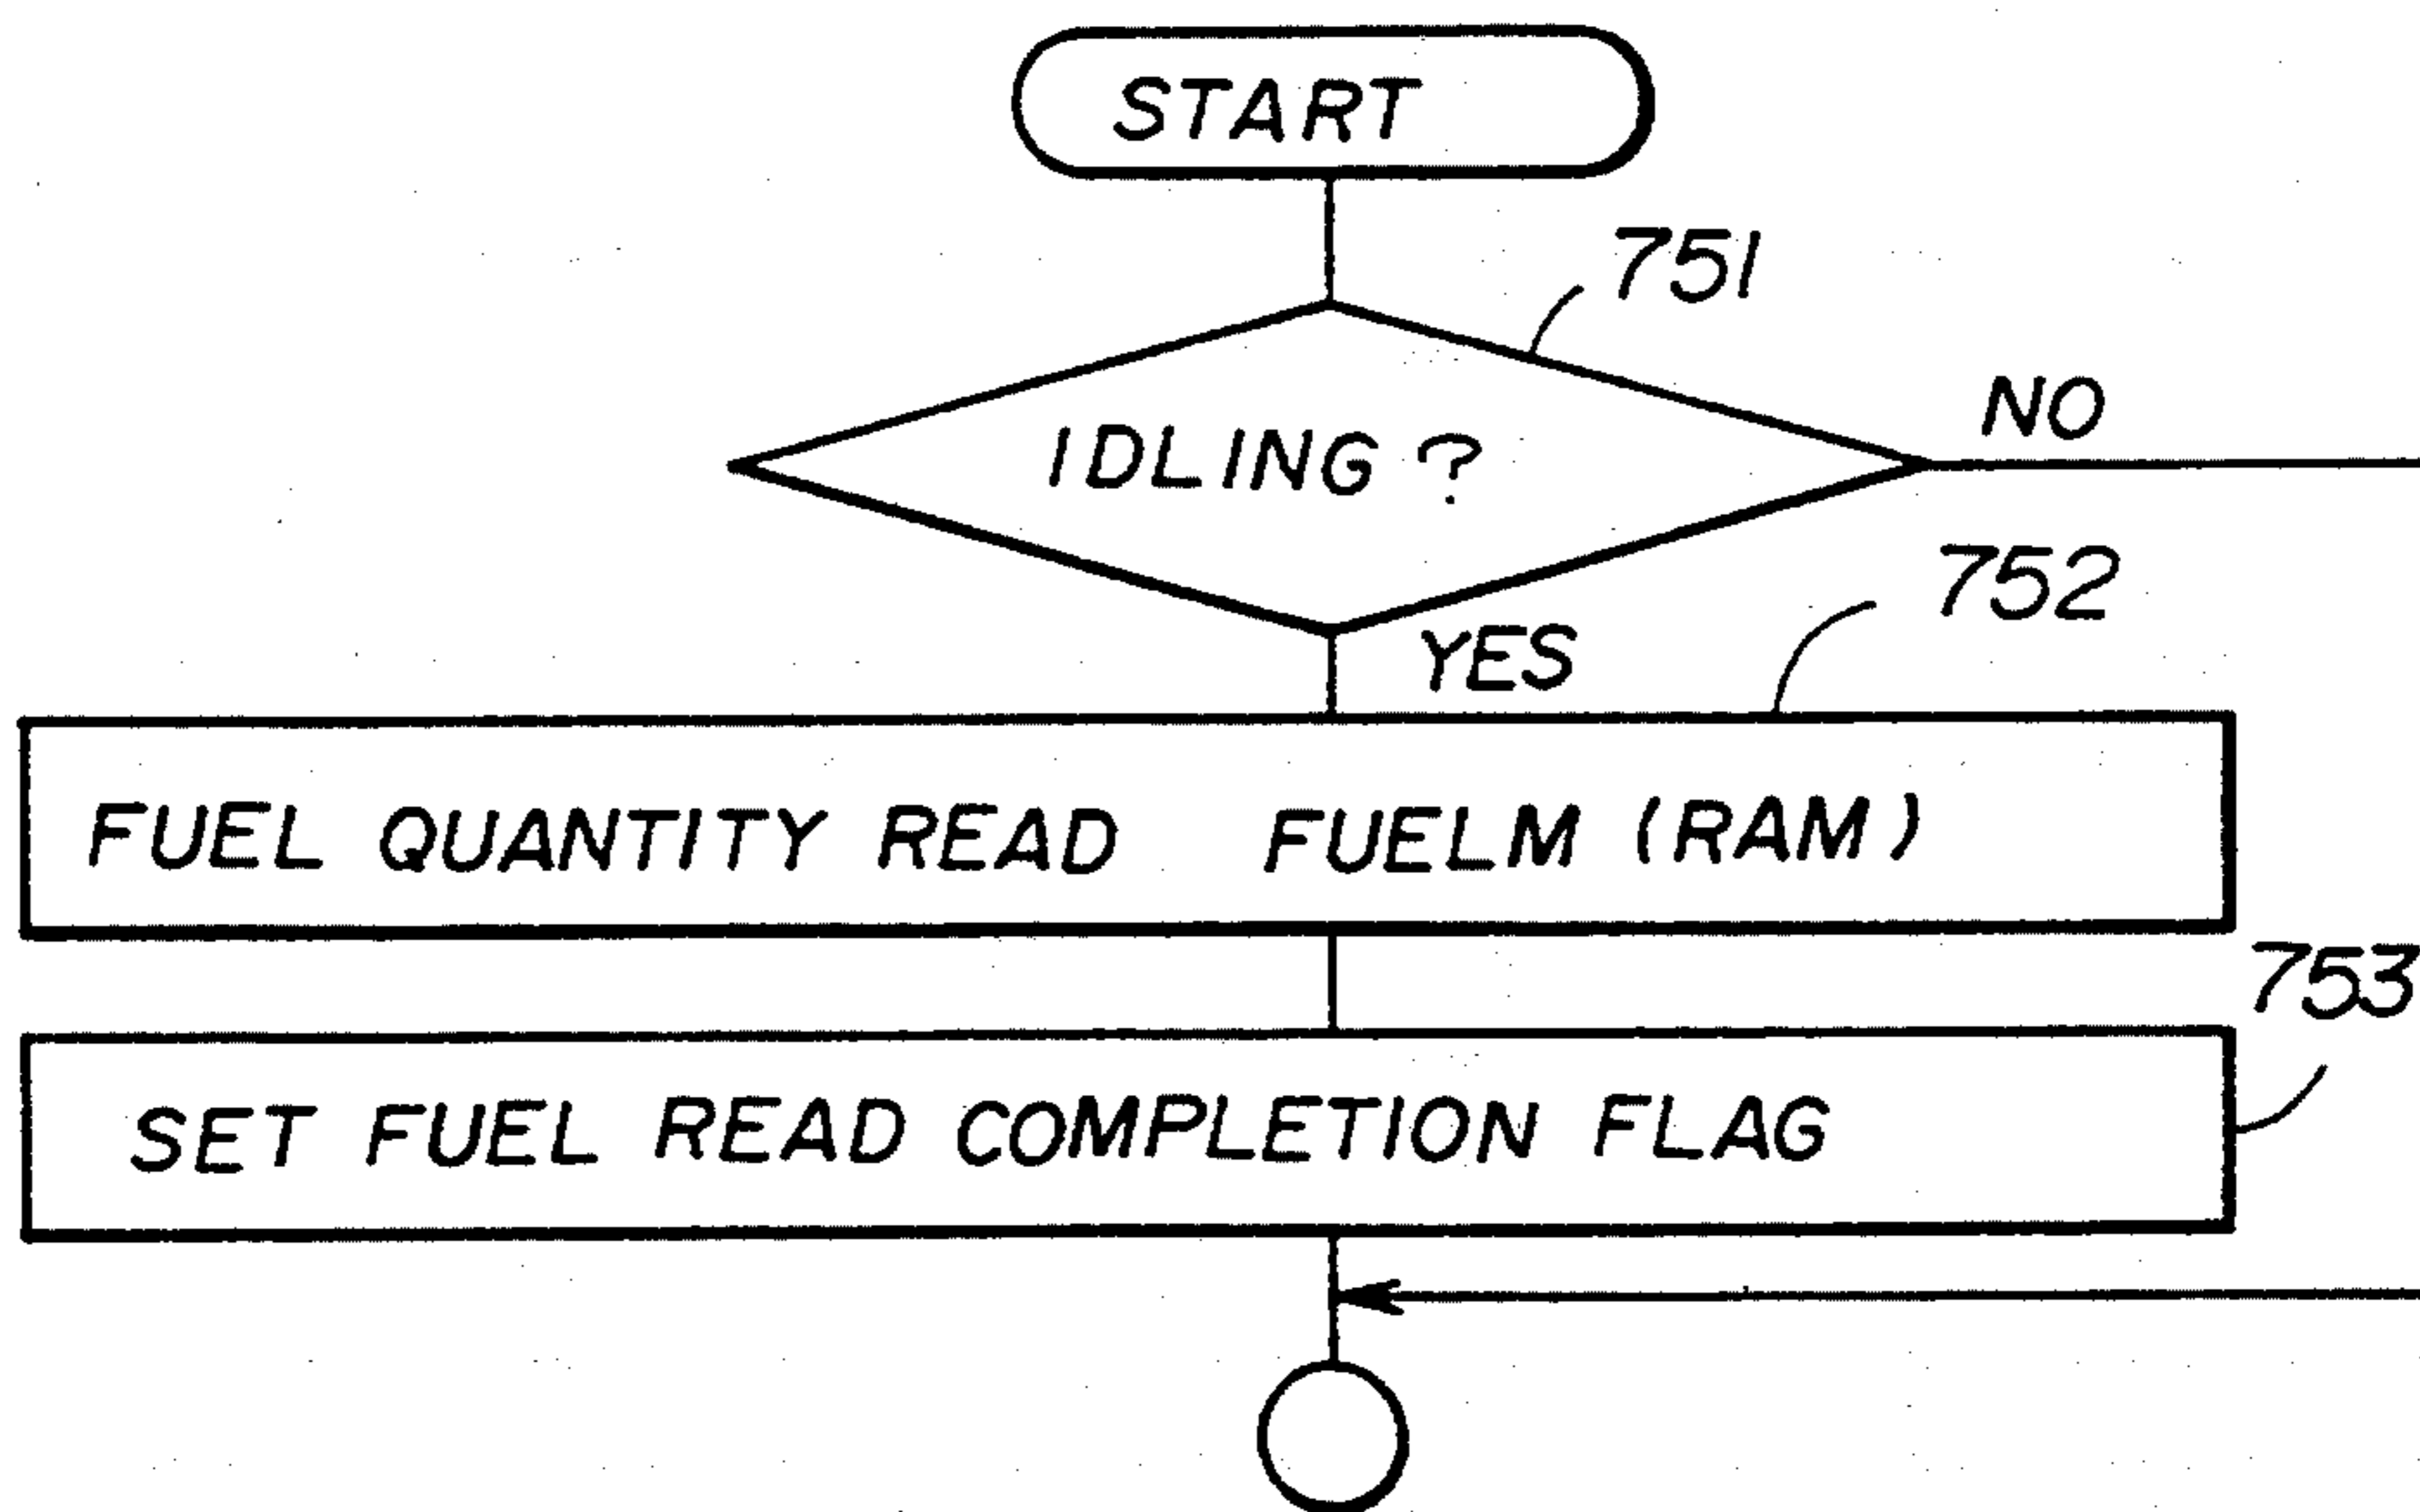 START
751
IDLING ?
NO
752
YES
FUEL QUANTITY READ FUELM (RAM)
753
SET FUEL READ COMPLETION FLAG